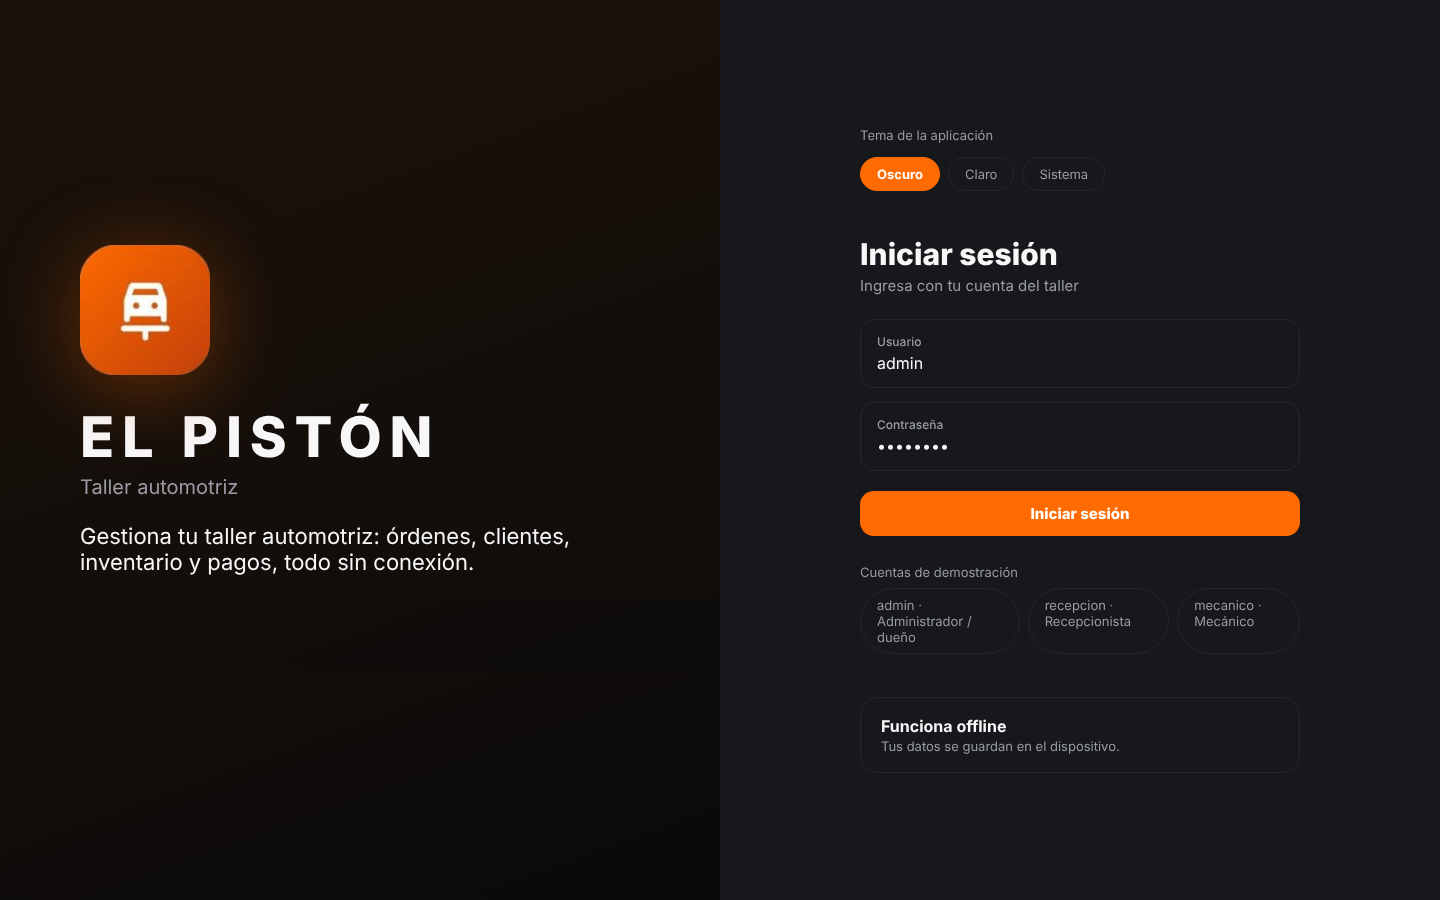 EL PISTÓN
Taller automotriz
Gestiona tu taller automotriz: órdenes, clientes,
inventario y pagos, todo sin conexión.
Tema de la aplicación
Oscuro
Claro
Sistema
Iniciar sesión
Ingresa con tu cuenta del taller
Usuario
admin
Contraseña
••••••••
Iniciar sesión
Cuentas de demostración
admin ·
Administrador /
dueño
recepcion ·
Recepcionista
mecanico ·
Mecánico
Funciona offline
Tus datos se guardan en el dispositivo.